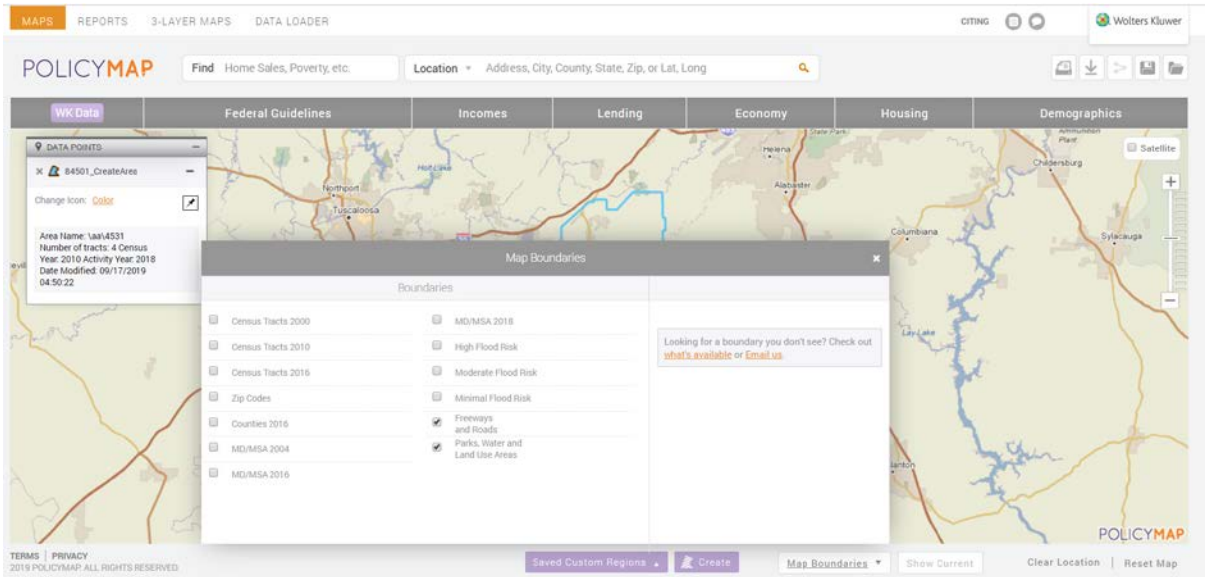 MAPS REPORTS 3-LAYER MAPS DATA LOADER CITING Wolters Kluwer
POLICYMAP Find Home Sales, Poverty, etc. Location Address, City, County, State, Zip, or Lat, Long
WK Data Federal Guidelines Incomes Lending Economy Housing Demographics
DATA POINTS
84501_CreateArea
Change Icon: Color
Area Name: \aa\4531
Number of tracts: 4 Census
Year: 2010 Activity Year: 2018
Date Modified: 09/17/2019
04:50:22
Northport
Tuscaloosa
Holt Lake
Helena
State Park
Alabaster
Plant
Childersburg
Satellite
Columbiana
Sylacauga
Lay Lake
lanton
Map Boundaries
Boundaries
Census Tracts 2000
Census Tracts 2010
Census Tracts 2016
Zip Codes
Counties 2016
MD/MSA 2004
MD/MSA 2016
MD/MSA 2018
High Flood Risk
Moderate Flood Risk
Minimal Flood Risk
Freeways
and Roads
Parks, Water and
Land Use Areas
Looking for a boundary you don't see? Check out
what's available or Email us.
POLICYMAP
TERMS | PRIVACY
2019 POLICYMAP. ALL RIGHTS RESERVED.
Saved Custom Regions Create Map Boundaries Show Current Clear Location | Reset Map